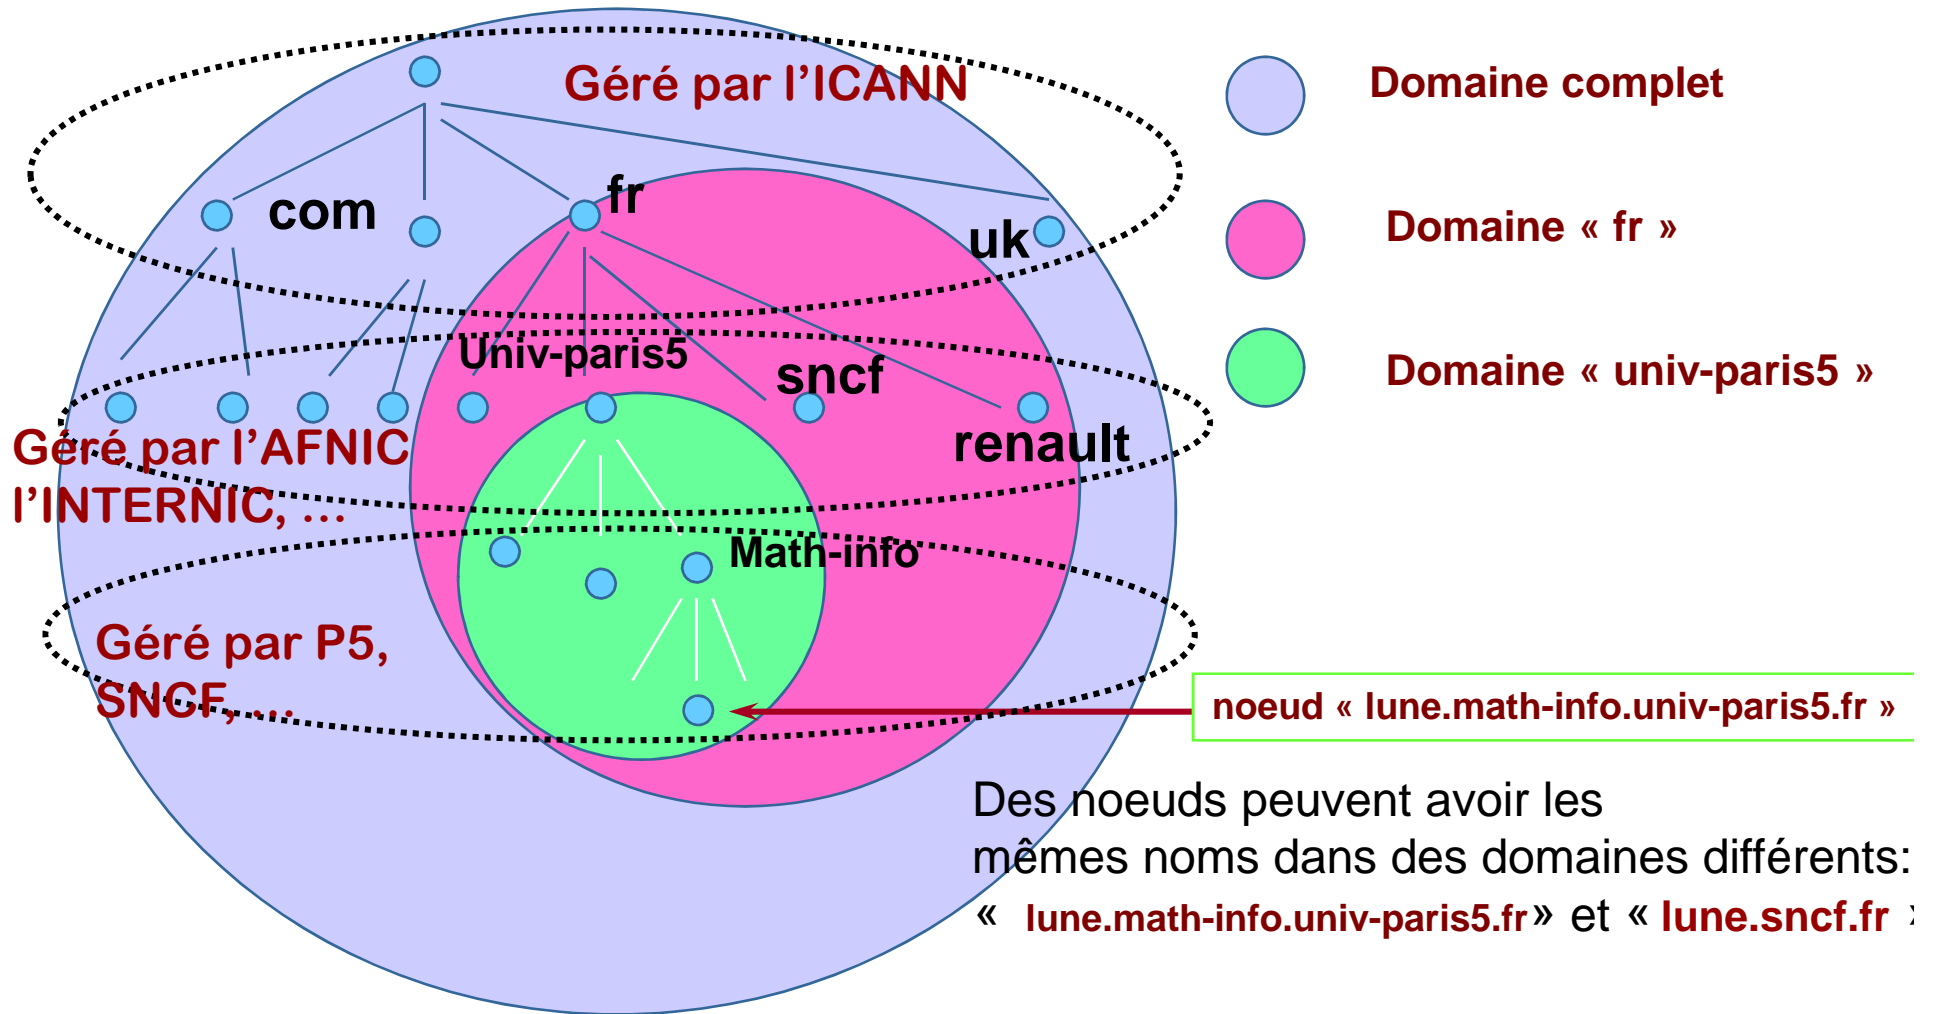 Géré par l’ICANN
Domaine complet
fr
com
uk
Domaine « fr »
Univ-paris5
sncf
Domaine « univ-paris5 »
Géré par l’AFNIC
l’INTERNIC, ...
renault
Math-info
Géré par P5,
SNCF, ...
noeud « lune.math-info.univ-paris5.fr »
Des noeuds peuvent avoir les
mêmes noms dans des domaines différents:
« lune.math-info.univ-paris5.fr» et « lune.sncf.fr »